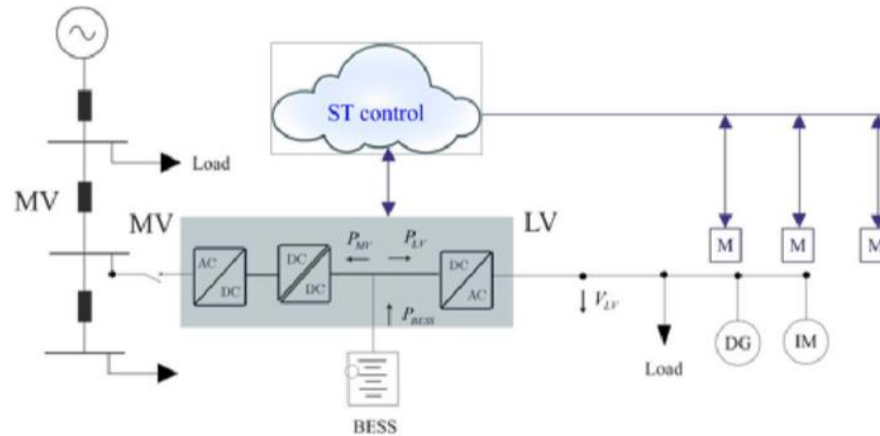 ST control
Load
MV
MV
LV
P_MV
P_LV
AC
DC
DC
DC
DC
AC
M
M
M
P_BESS
V_LV
Load
DG
IM
BESS